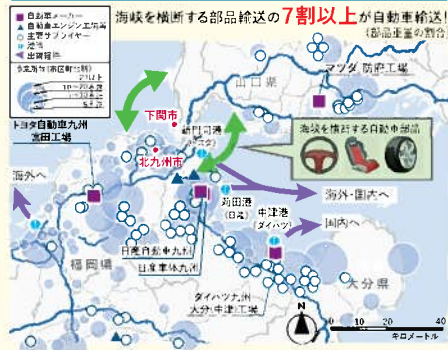 海峡を横断する部品輸送の7割以上が自動車輸送!
(部品重量の割合)
自動車メーカー
自動車エンジン工場等
主要サプライヤー
港湾
マツダ 防府工場
山口県
下関市
北九州市
トヨタ自動車九州
宮田工場
海外へ
海峡を横断する自動車部品
苅田港
(日産)
海外・国内へ
中津港
(ダイハツ)
国内へ
日産自動車九州
日産車体九州
福岡県
ダイハツ九州
大分(中津)工場
大分県
N
0 10 20 40
キロメートル